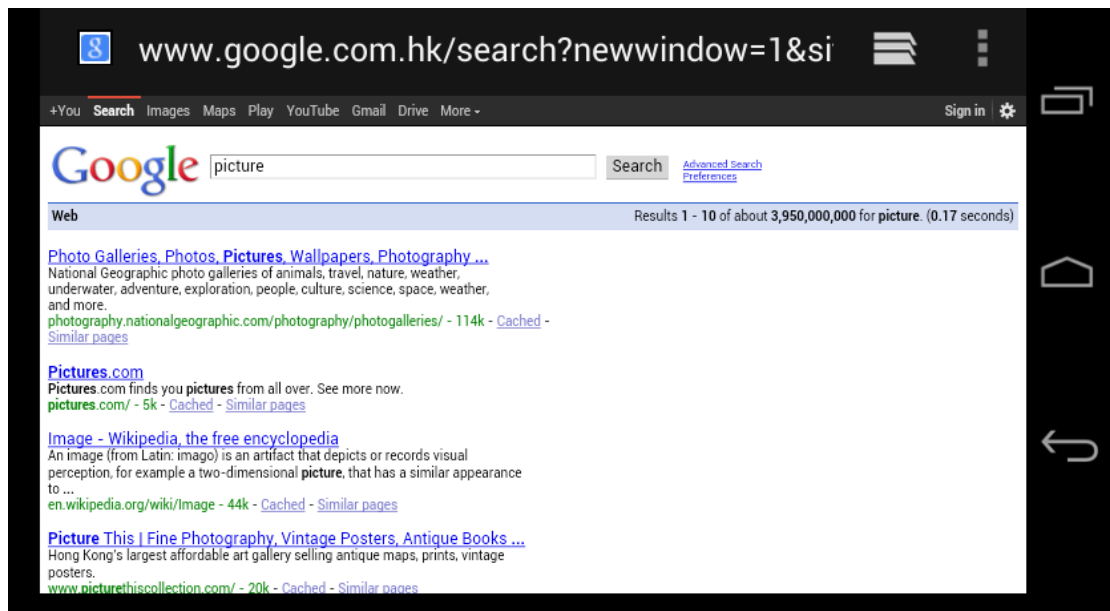 8 www.google.com.hk/search?newwindow=1&si
+You Search Images Maps Play YouTube Gmail Drive More Sign in
Google picture Search Advanced Search
Preferences
Web Results 1 - 10 of about 3,950,000,000 for picture. (0.17 seconds)
Photo Galleries, Photos, Pictures, Wallpapers, Photography ...
National Geographic photo galleries of animals, travel, nature, weather,
underwater, adventure, exploration, people, culture, science, space, weather,
and more.
photography.nationalgeographic.com/photography/photogalleries/ - 114k - Cached -
Similar pages
Pictures.com
Pictures.com finds you pictures from all over. See more now.
pictures.com/ - 5k - Cached - Similar pages
Image - Wikipedia, the free encyclopedia
An image (from Latin: imago) is an artifact that depicts or records visual
perception, for example a two-dimensional picture, that has a similar appearance
to ...
en.wikipedia.org/wiki/Image - 44k - Cached - Similar pages
Picture This | Fine Photography, Vintage Posters, Antique Books ...
Hong Kong's largest affordable art gallery selling antique maps, prints, vintage
posters.
www.picturethiscollection.com/ - 20k - Cached - Similar pages